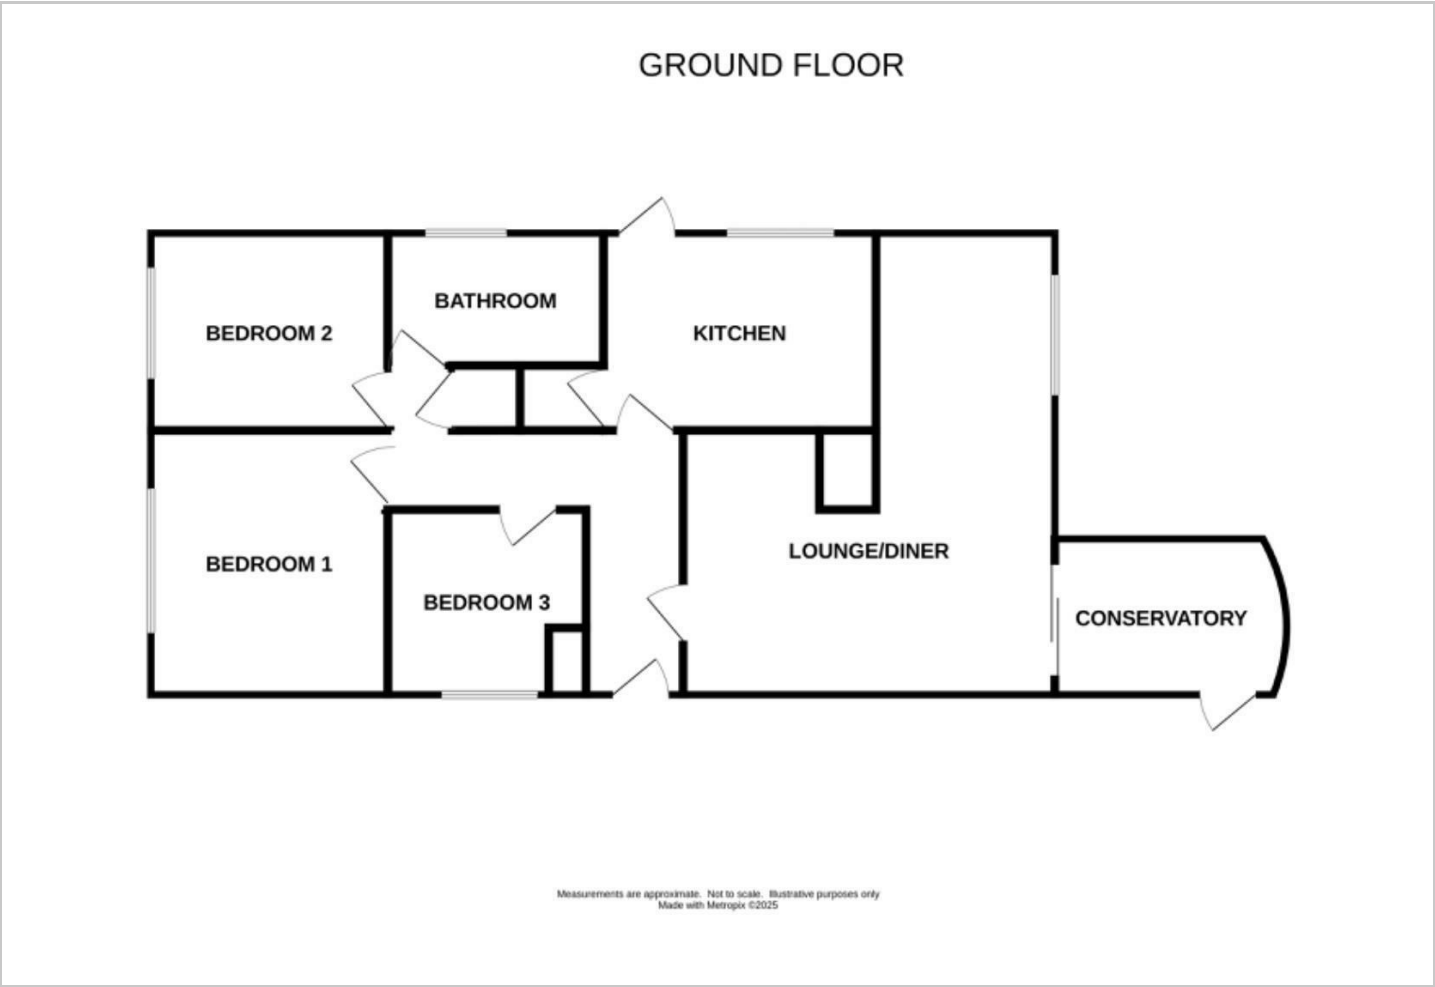 GROUND FLOOR
BATHROOM
BEDROOM 2
KITCHEN
LOUNGE/DINER
BEDROOM 1
BEDROOM 3
CONSERVATORY
Measurements are approximate. Not to scale. Illustrative purposes only
Made with Metropix ©2025